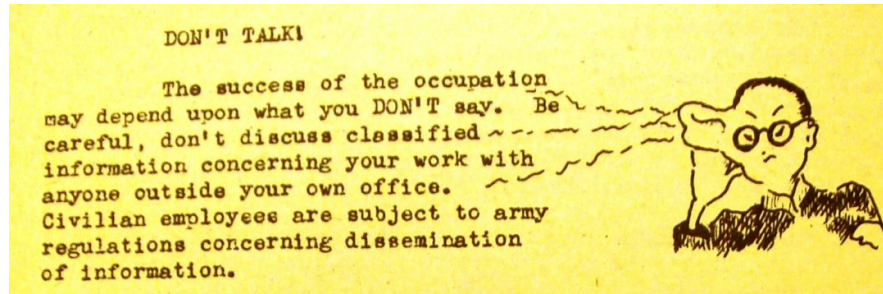 DON'T TALK!
The success of the occupation
may depend upon what you DON'T say. Be
careful, don't discuss classified
information concerning your work with
anyone outside your own office.
Civilian employees are subject to army
regulations concerning dissemination
of information.